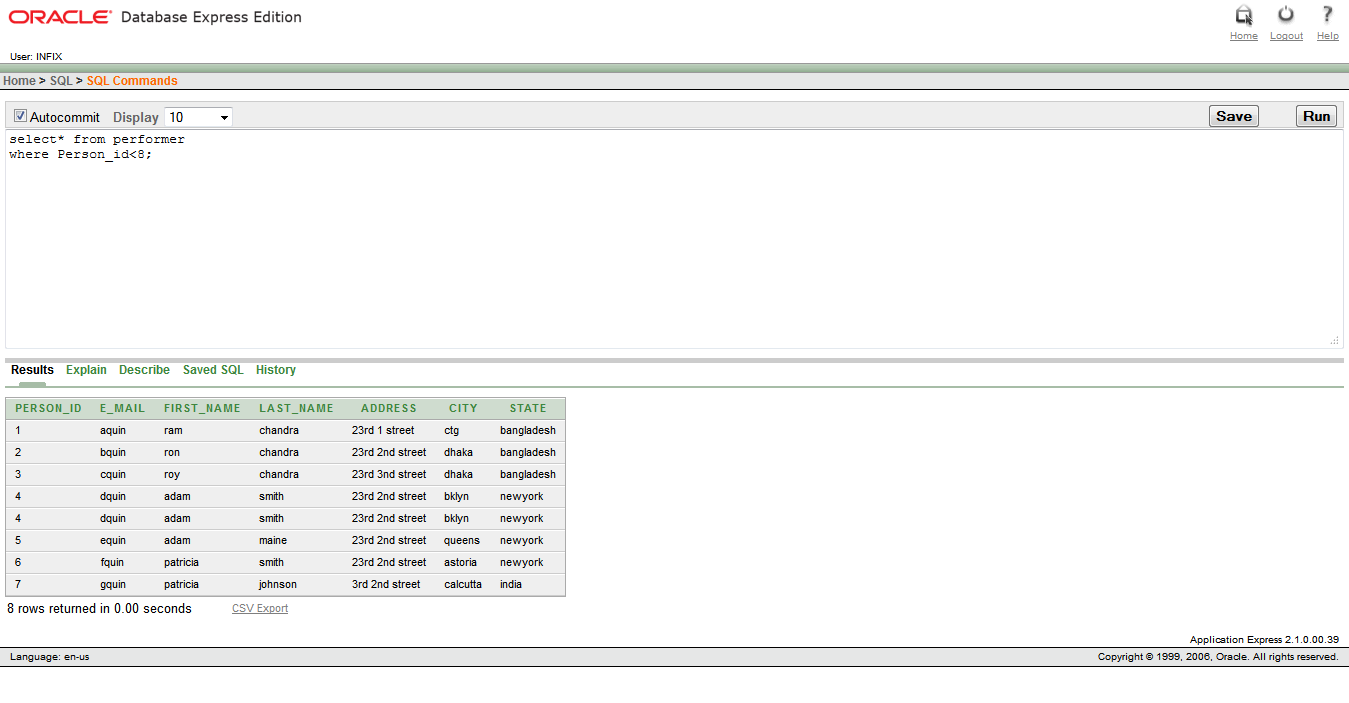 ORACLE® Database Express Edition
Home Logout Help
User: INFIX
Home > SQL > SQL Commands
Autocommit Display 10 Save Run
select* from performer
where Person_id<8;
Results Explain Describe Saved SQL History
PERSON_ID E_MAIL FIRST_NAME LAST_NAME ADDRESS CITY STATE
1 aquin ram chandra 23rd 1 street ctg bangladesh
2 bquin ron chandra 23rd 2nd street dhaka bangladesh
3 cquin roy chandra 23rd 3nd street dhaka bangladesh
4 dquin adam smith 23rd 2nd street bklyn newyork
4 dquin adam smith 23rd 2nd street bklyn newyork
5 equin adam maine 23rd 2nd street queens newyork
6 fquin patricia smith 23rd 2nd street astoria newyork
7 gquin patricia johnson 3rd 2nd street calcutta india
8 rows returned in 0.00 seconds CSV Export
Application Express 2.1.0.00.39
Language: en-us Copyright © 1999, 2006, Oracle. All rights reserved.